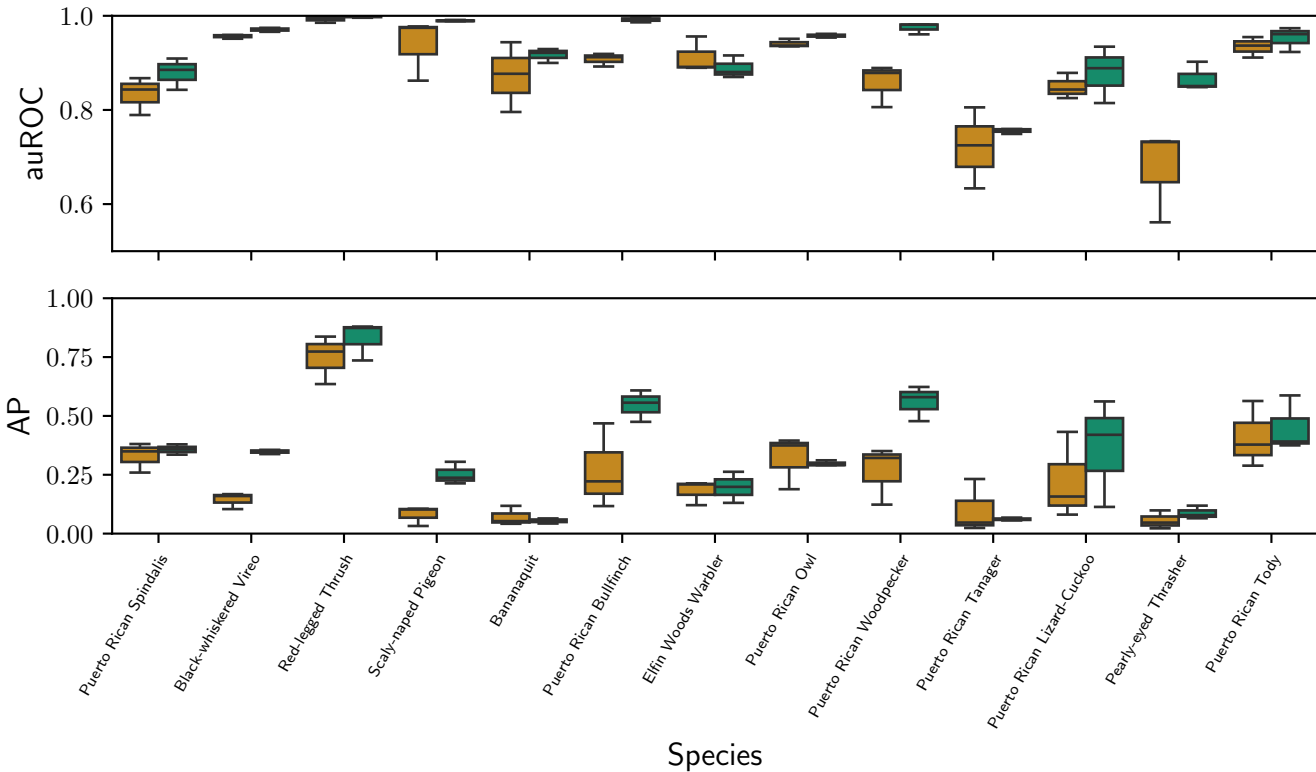 1.0
0.8
0.6
auROC
1.00
0.75
0.50
0.25
0.00
AP
Puerto Rican Spindalis
Black-whiskered Vireo
Red-legged Thrush
Scaly-naped Pigeon
Bananaquit
Puerto Rican Bullfinch
Elfin Woods Warbler
Puerto Rican Owl
Puerto Rican Woodpecker
Puerto Rican Tanager
Puerto Rican Lizard-Cuckoo
Pearly-eyed Thrasher
Puerto Rican Tody
Species